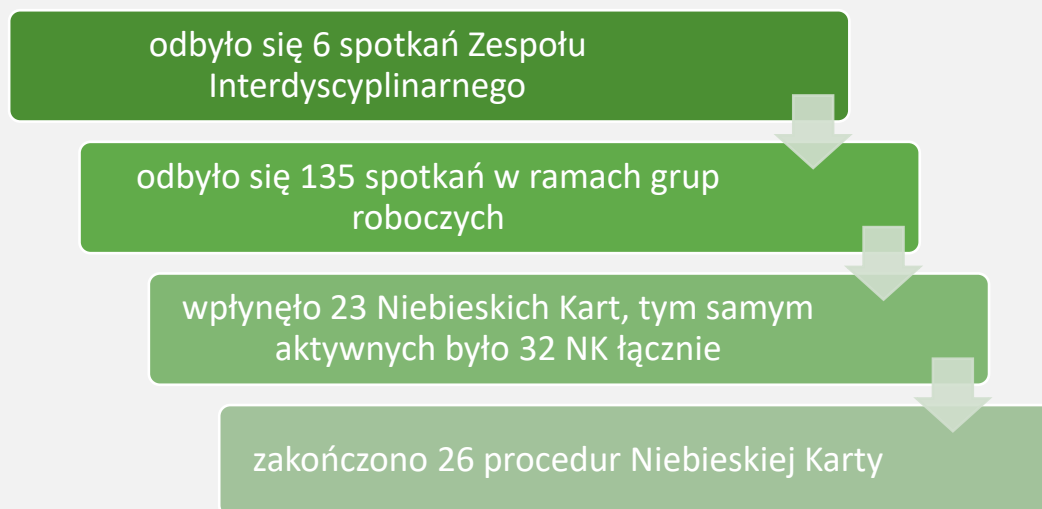 odbyło się 6 spotkań Zespołu
Interdyscyplinarnego
odbyło się 135 spotkań w ramach grup
roboczych
wpłynęło 23 Niebieskich Kart, tym samym
aktywnych było 32 NK łącznie
zakończono 26 procedur Niebieskiej Karty